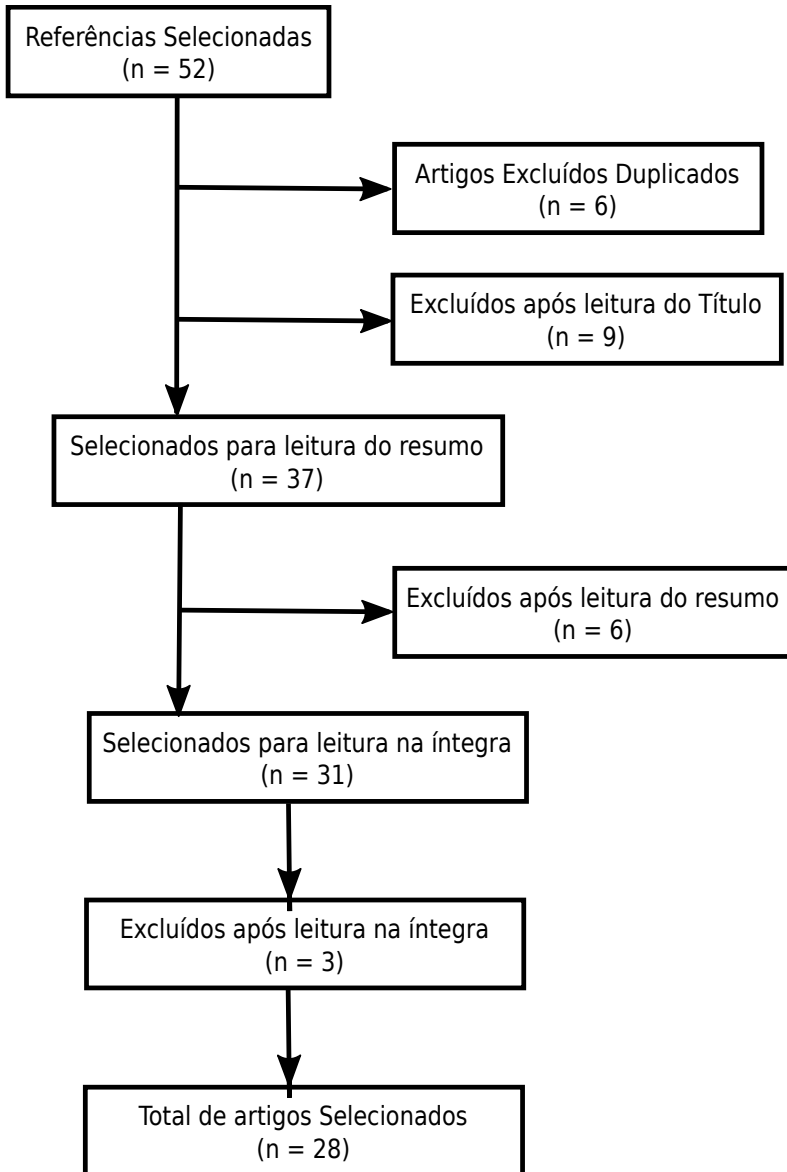 Referências Selecionadas
(n = 52)
Artigos Excluídos Duplicados
(n = 6)
Excluídos após leitura do Título
(n = 9)
Selecionados para leitura do resumo
(n = 37)
Excluídos após leitura do resumo
(n = 6)
Selecionados para leitura na íntegra
(n = 31)
Excluídos após leitura na íntegra
(n = 3)
Total de artigos Selecionados
(n = 28)